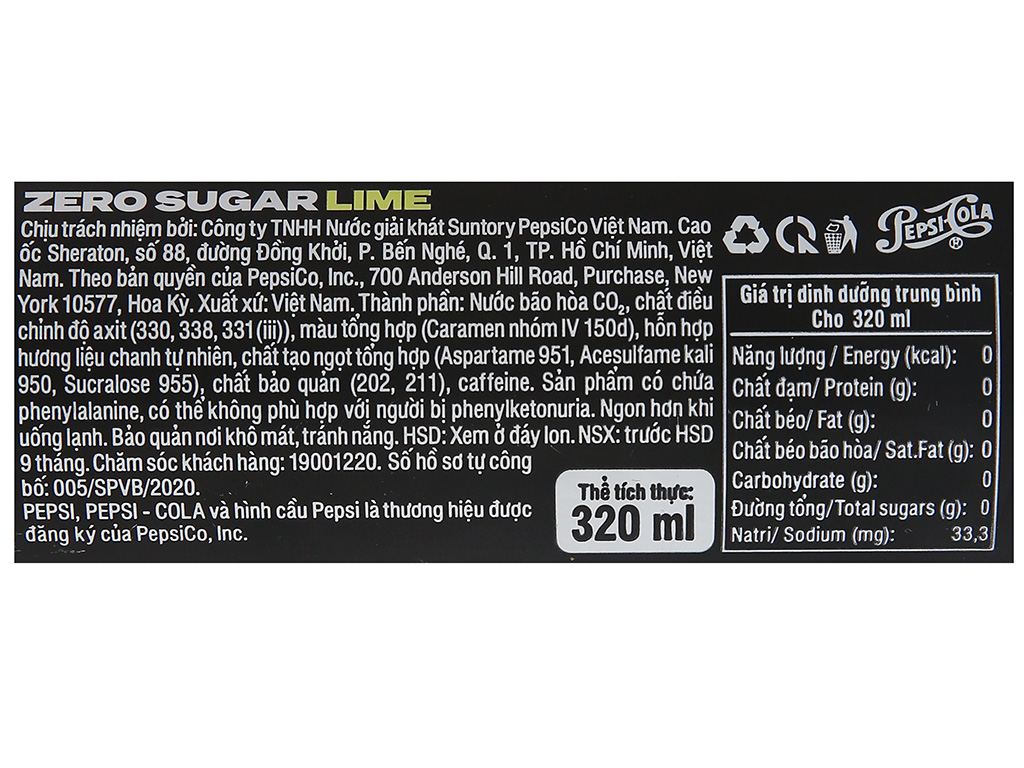 ZERO SUGAR LIME
Chịu trách nhiệm bởi: Công ty TNHH Nước giải khát Suntory PepsiCo Việt Nam. Cao
ốc Sheraton, số 88, đường Đồng Khởi, P. Bến Nghé, Q. 1, TP. Hồ Chí Minh, Việt
Nam. Theo bản quyền của PepsiCo, Inc., 700 Anderson Hill Road, Purchase, New
York 10577, Hoa Kỳ. Xuất xứ: Việt Nam. Thành phần: Nước bão hòa CO₂, chất điều
chỉnh độ axit (330, 338, 331(iii)), màu tổng hợp (Caramen nhóm IV 150d), hỗn hợp
hương liệu chanh tự nhiên, chất tạo ngọt tổng hợp (Aspartame 951, Acesulfame kali
950, Sucralose 955), chất bảo quản (202, 211), caffeine. Sản phẩm có chứa
phenylalanine, có thể không phù hợp với người bị phenylketonuria. Ngon hơn khi
uống lạnh. Bảo quản nơi khô mát, tránh nắng. HSD: Xem ở đáy lon. NSX: trước HSD
9 tháng. Chăm sóc khách hàng: 19001220. Số hồ sơ tự công
bố: 005/SPVB/2020.
PEPSI, PEPSI - COLA và hình cầu Pepsi là thương hiệu được
đăng ký của PepsiCo, Inc.
Thể tích thực:
320 ml
PEPSI-COLA ®
Giá trị dinh dưỡng trung bình
Cho 320 ml
Năng lượng / Energy (kcal): 0
Chất đạm/ Protein (g): 0
Chất béo/ Fat (g): 0
Chất béo bão hòa/ Sat.Fat (g): 0
Carbohydrate (g): 0
Đường tổng/Total sugars (g): 0
Natri/ Sodium (mg): 33,3